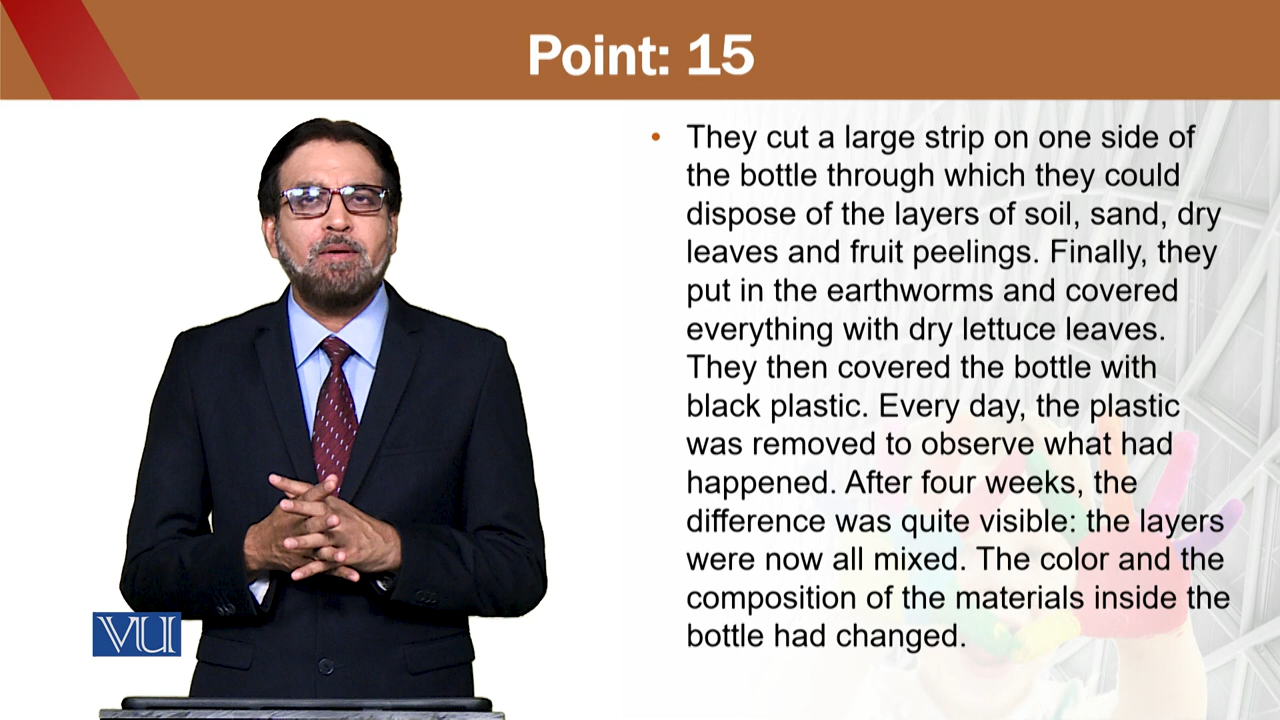 Point: 15
• They cut a large strip on one side of
the bottle through which they could
dispose of the layers of soil, sand, dry
leaves and fruit peelings. Finally, they
put in the earthworms and covered
everything with dry lettuce leaves.
They then covered the bottle with
black plastic. Every day, the plastic
was removed to observe what had
happened. After four weeks, the
difference was quite visible: the layers
were now all mixed. The color and the
composition of the materials inside the
bottle had changed.
VU